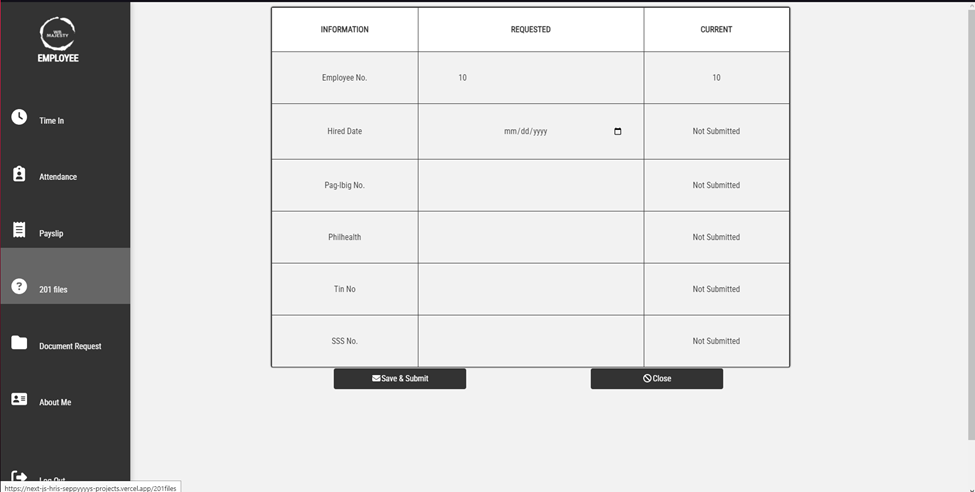 HIS
MAJESTY
EMPLOYEE
Time In
Attendance
Payslip
201 files
Document Request
About Me
Log Out
https://next-js-hris-seppyyyys-projects.vercel.app/201files
INFORMATION REQUESTED CURRENT
Employee No. 10 10
Hired Date mm/dd/yyyy Not Submitted
Pag-Ibig No. Not Submitted
Philhealth Not Submitted
Tin No Not Submitted
SSS No. Not Submitted
Save & Submit Close